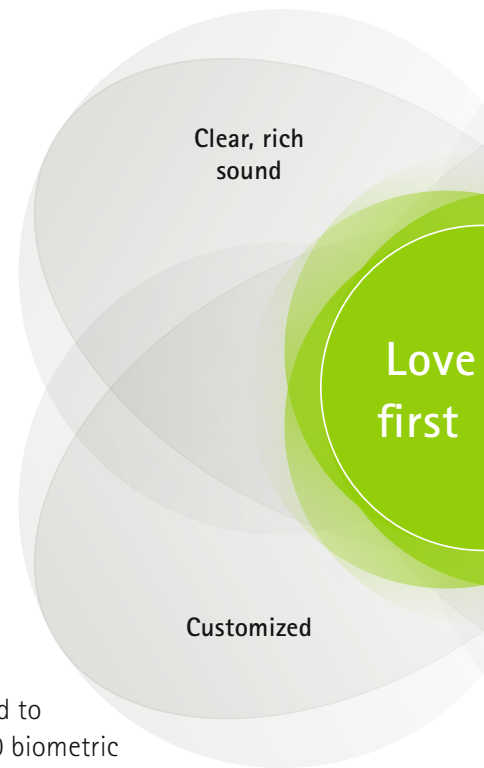 Clear, rich
sound
Love
first
Customized
to
biometric